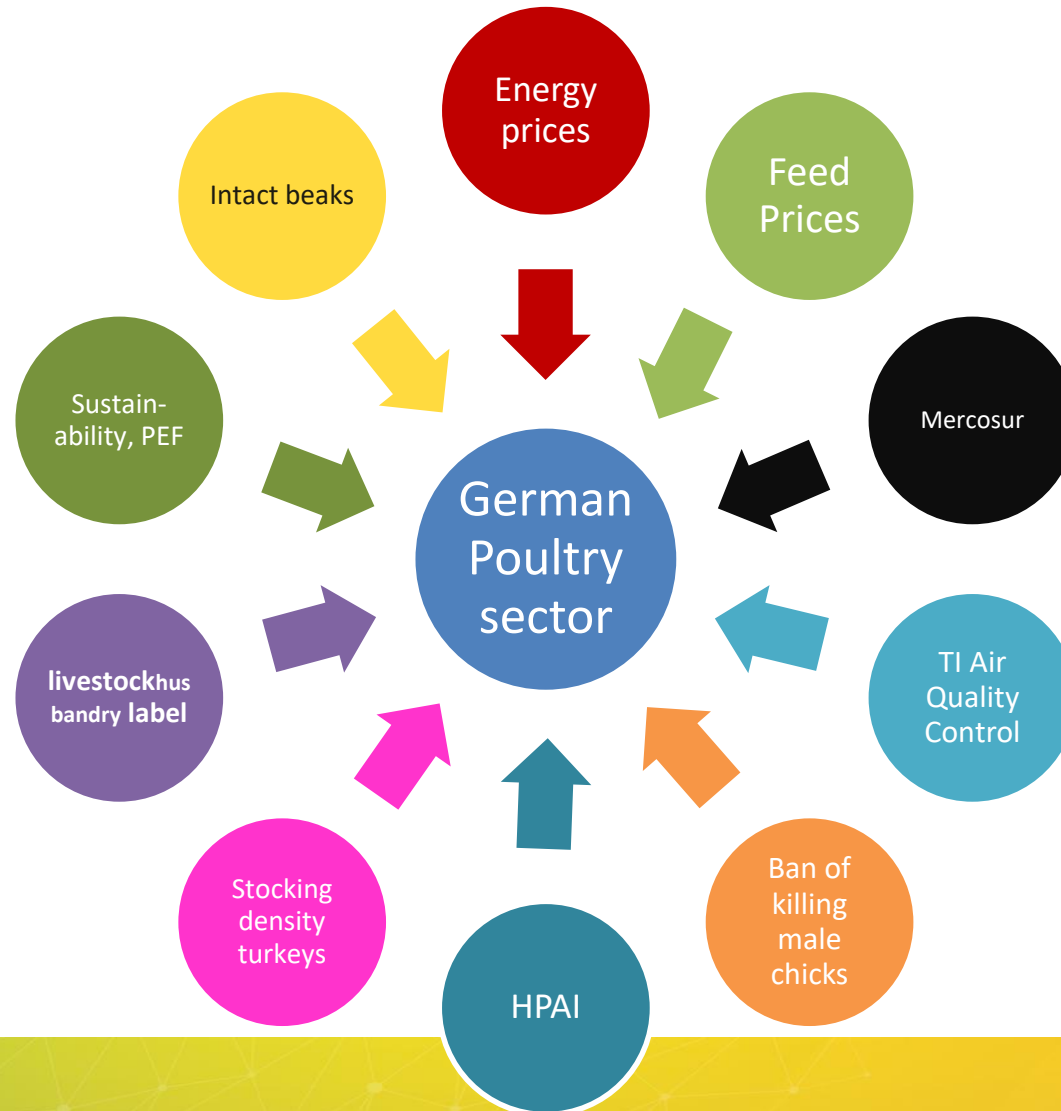 Energy
prices
Feed
Prices
Mercosur
TI Air
Quality
Control
Ban of
killing
male
chicks
HPAI
Stocking
density
turkeys
livestockhus
bandry label
Sustain-
ability, PEF
Intact beaks
German
Poultry
sector